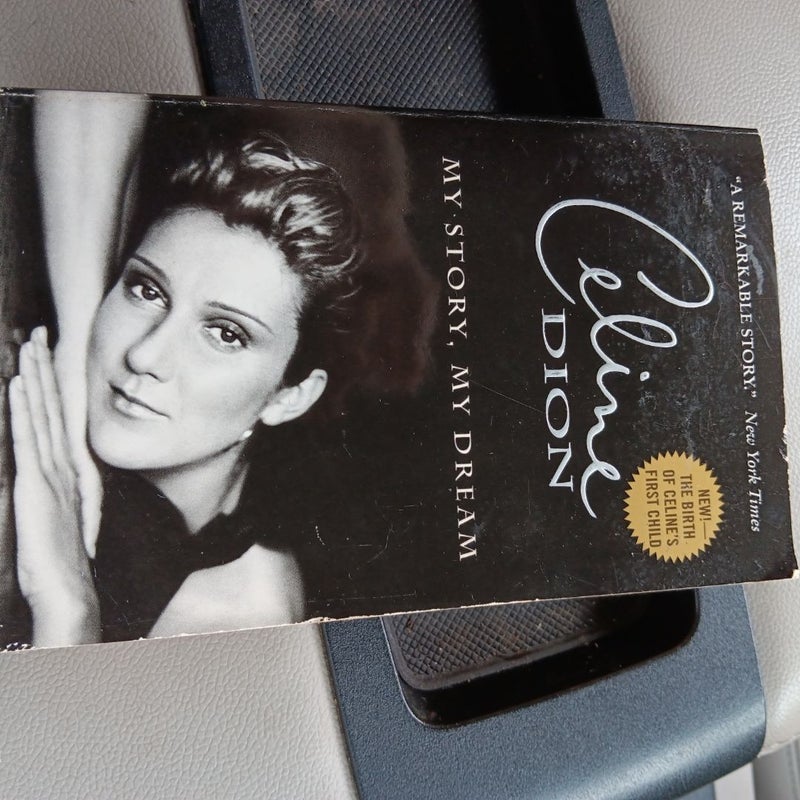 "A REMARKABLE STORY." New York Times
Celine
DION
NEW!
THE BIRTH
OF CELINE'S
FIRST CHILD
MY STORY, MY DREAM